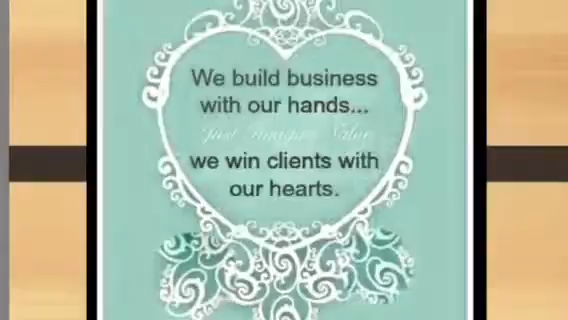 We build business
with our hands...
we win clients with
our hearts.